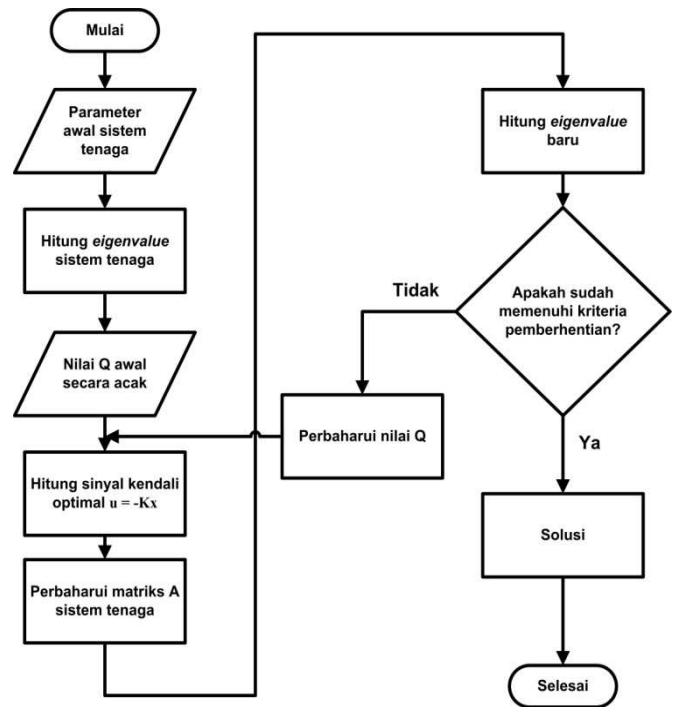 Mulai
Parameter
awal sistem
tenaga
Hitung eigenvalue
sistem tenaga
Nilai Q awal
secara acak
Hitung sinyal kendali
optimal u = -Kx
Perbaharui matriks A
sistem tenaga
Hitung eigenvalue
baru
Apakah sudah
memenuhi kriteria
pemberhentian?
Tidak
Perbaharui nilai Q
Ya
Solusi
Selesai